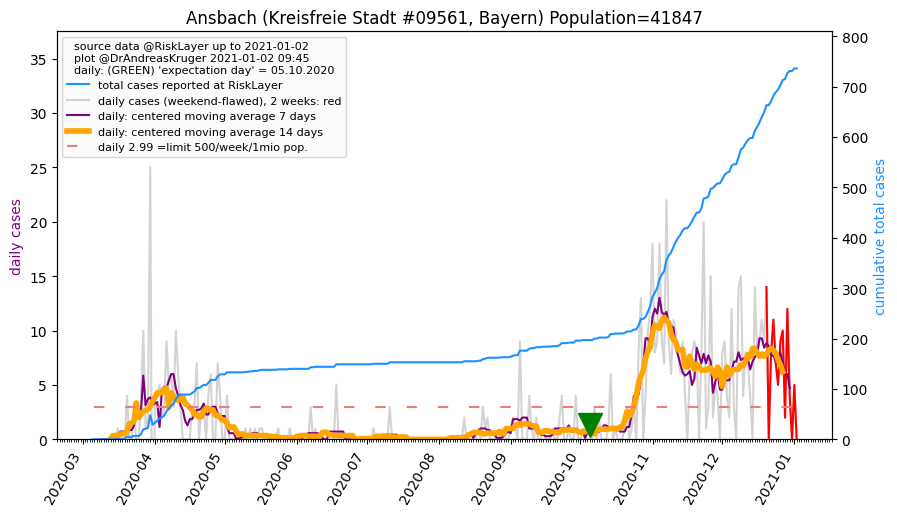 Ansbach (Kreisfreie Stadt #09561, Bayern) Population=41847
source data @RiskLayer up to 2021-01-02
plot @DrAndreasKruger 2021-01-02 09:45
daily: (GREEN) 'expectation day' = 05.10.2020
total cases reported at RiskLayer
daily cases (weekend-flawed), 2 weeks: red
daily: centered moving average 7 days
daily: centered moving average 14 days
daily 2.99 =limit 500/week/1mio pop.
daily cases
35
30
25
20
15
10
5
0
cumulative total cases
800
700
600
500
400
300
200
100
0
2020-03
2020-04
2020-05
2020-06
2020-07
2020-08
2020-09
2020-10
2020-11
2020-12
2021-01